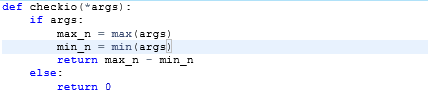 def checkio(*args):
    if args:
        max_n = max(args)
        min_n = min(args)
        return max_n - min_n
    else:
        return 0